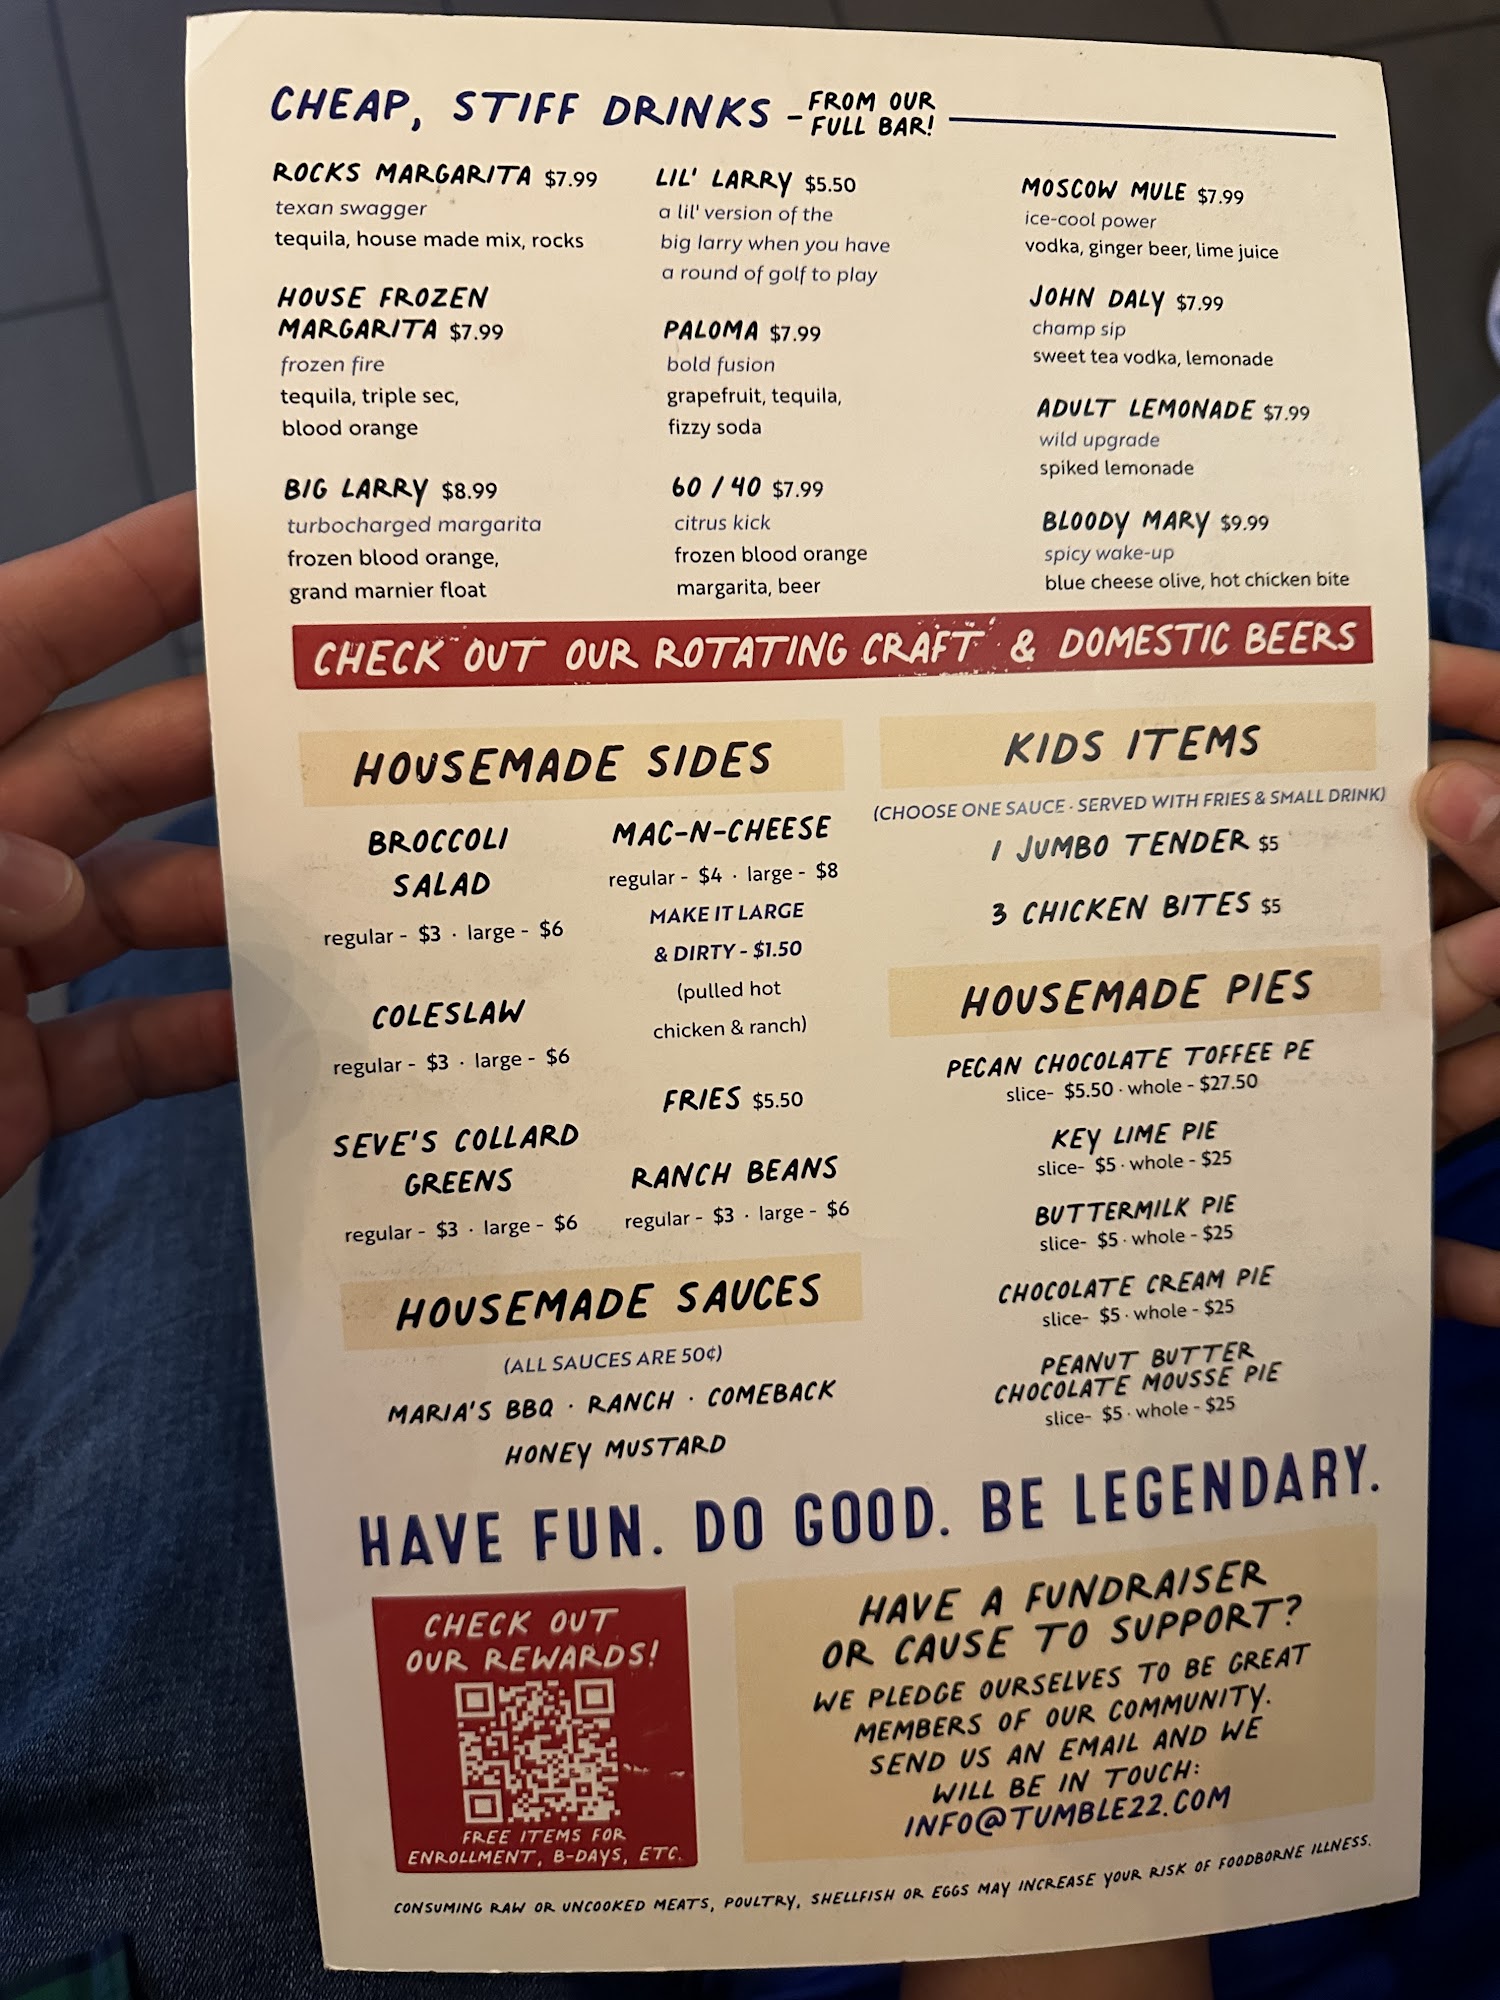 CHEAP, STIFF DRINKS - FROM OUR
FULL BAR!
ROCKS MARGARITA $7.99
texan swagger
tequila, house made mix, rocks
HOUSE FROZEN
MARGARITA $7.99
frozen fire
tequila, triple sec,
blood orange
BIG LARRY $8.99
turbocharged margarita
frozen blood orange,
grand marnier float
LIL' LARRY $5.50
a lil' version of the
big larry when you have
a round of golf to play
PALOMA $7.99
bold fusion
grapefruit, tequila,
fizzy soda
60 / 40 $7.99
citrus kick
frozen blood orange
margarita, beer
MOSCOW MULE $7.99
ice-cool power
vodka, ginger beer, lime juice
JOHN DALY $7.99
champ sip
sweet tea vodka, lemonade
ADULT LEMONADE $7.99
wild upgrade
spiked lemonade
BLOODY MARY $9.99
spicy wake-up
blue cheese olive, hot chicken bite
CHECK OUT OUR ROTATING CRAFT & DOMESTIC BEERS
HOUSEMADE SIDES
BROCCOLI
SALAD
regular - $3 · large - $6
COLESLAW
regular - $3 · large - $6
SEVE'S COLLARD
GREENS
regular - $3 · large - $6
MAC-N-CHEESE
regular - $4 · large - $8
MAKE IT LARGE
& DIRTY - $1.50
(pulled hot
chicken & ranch)
FRIES $5.50
RANCH BEANS
regular - $3 · large - $6
HOUSEMADE SAUCES
(ALL SAUCES ARE 50¢)
MARIA'S BBQ · RANCH · COMEBACK
HONEY MUSTARD
KIDS ITEMS
(CHOOSE ONE SAUCE · SERVED WITH FRIES & SMALL DRINK)
1 JUMBO TENDER $5
3 CHICKEN BITES $5
HOUSEMADE PIES
PECAN CHOCOLATE TOFFEE PE
slice- $5.50 · whole - $27.50
KEY LIME PIE
slice- $5 · whole - $25
BUTTERMILK PIE
slice- $5 · whole - $25
CHOCOLATE CREAM PIE
slice- $5 · whole - $25
PEANUT BUTTER
CHOCOLATE MOUSSE PIE
slice- $5 · whole - $25
HAVE FUN. DO GOOD. BE LEGENDARY.
CHECK OUT
OUR REWARDS!
FREE ITEMS FOR
ENROLLMENT, B-DAYS, ETC.
HAVE A FUNDRAISER
OR CAUSE TO SUPPORT?
WE PLEDGE OURSELVES TO BE GREAT
MEMBERS OF OUR COMMUNITY.
SEND US AN EMAIL AND WE
WILL BE IN TOUCH:
INFO@TUMBLE22.COM
CONSUMING RAW OR UNCOOKED MEATS, POULTRY, SHELLFISH OR EGGS MAY INCREASE YOUR RISK OF FOODBORNE ILLNESS.